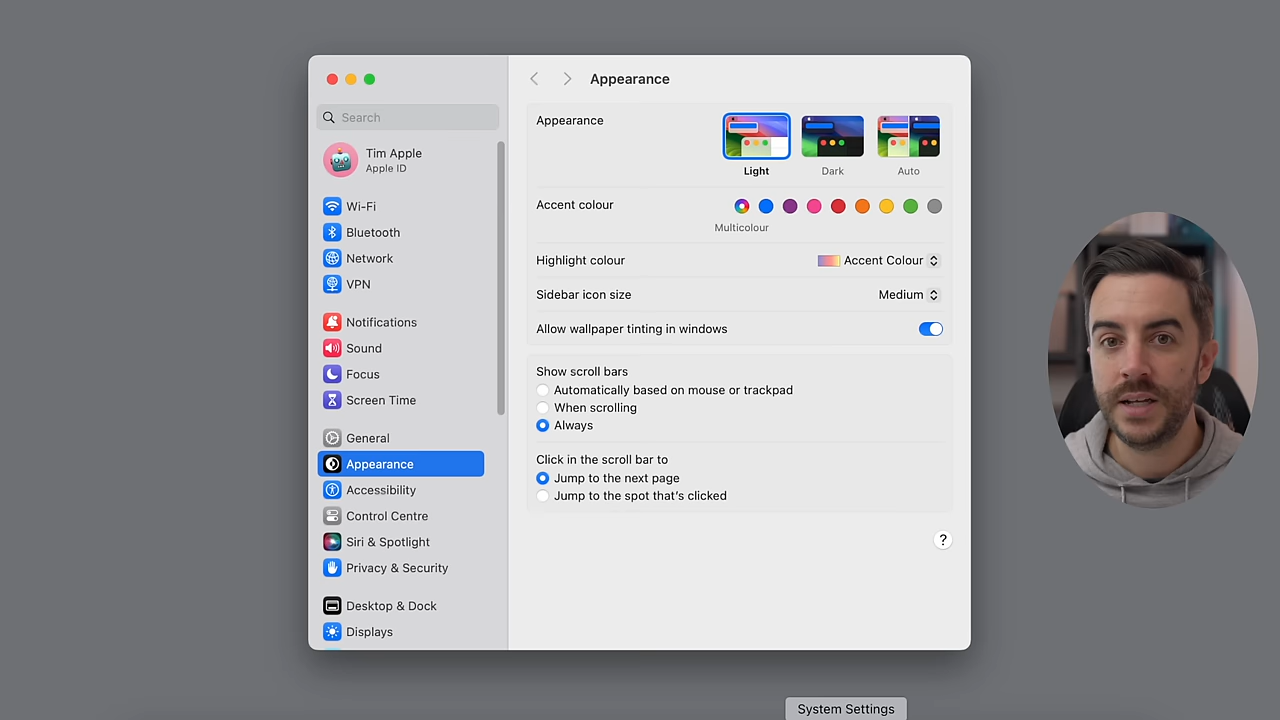 Search
Tim Apple
Apple ID
Wi-Fi
Bluetooth
Network
VPN
Notifications
Sound
Focus
Screen Time
General
Appearance
Accessibility
Control Centre
Siri & Spotlight
Privacy & Security
Desktop & Dock
Displays
Appearance
Appearance
Light
Dark
Auto
Accent colour
Multicolour
Highlight colour
Accent Colour
Sidebar icon size
Medium
Allow wallpaper tinting in windows
Show scroll bars
Automatically based on mouse or trackpad
When scrolling
Always
Click in the scroll bar to
Jump to the next page
Jump to the spot that's clicked
?
System Settings